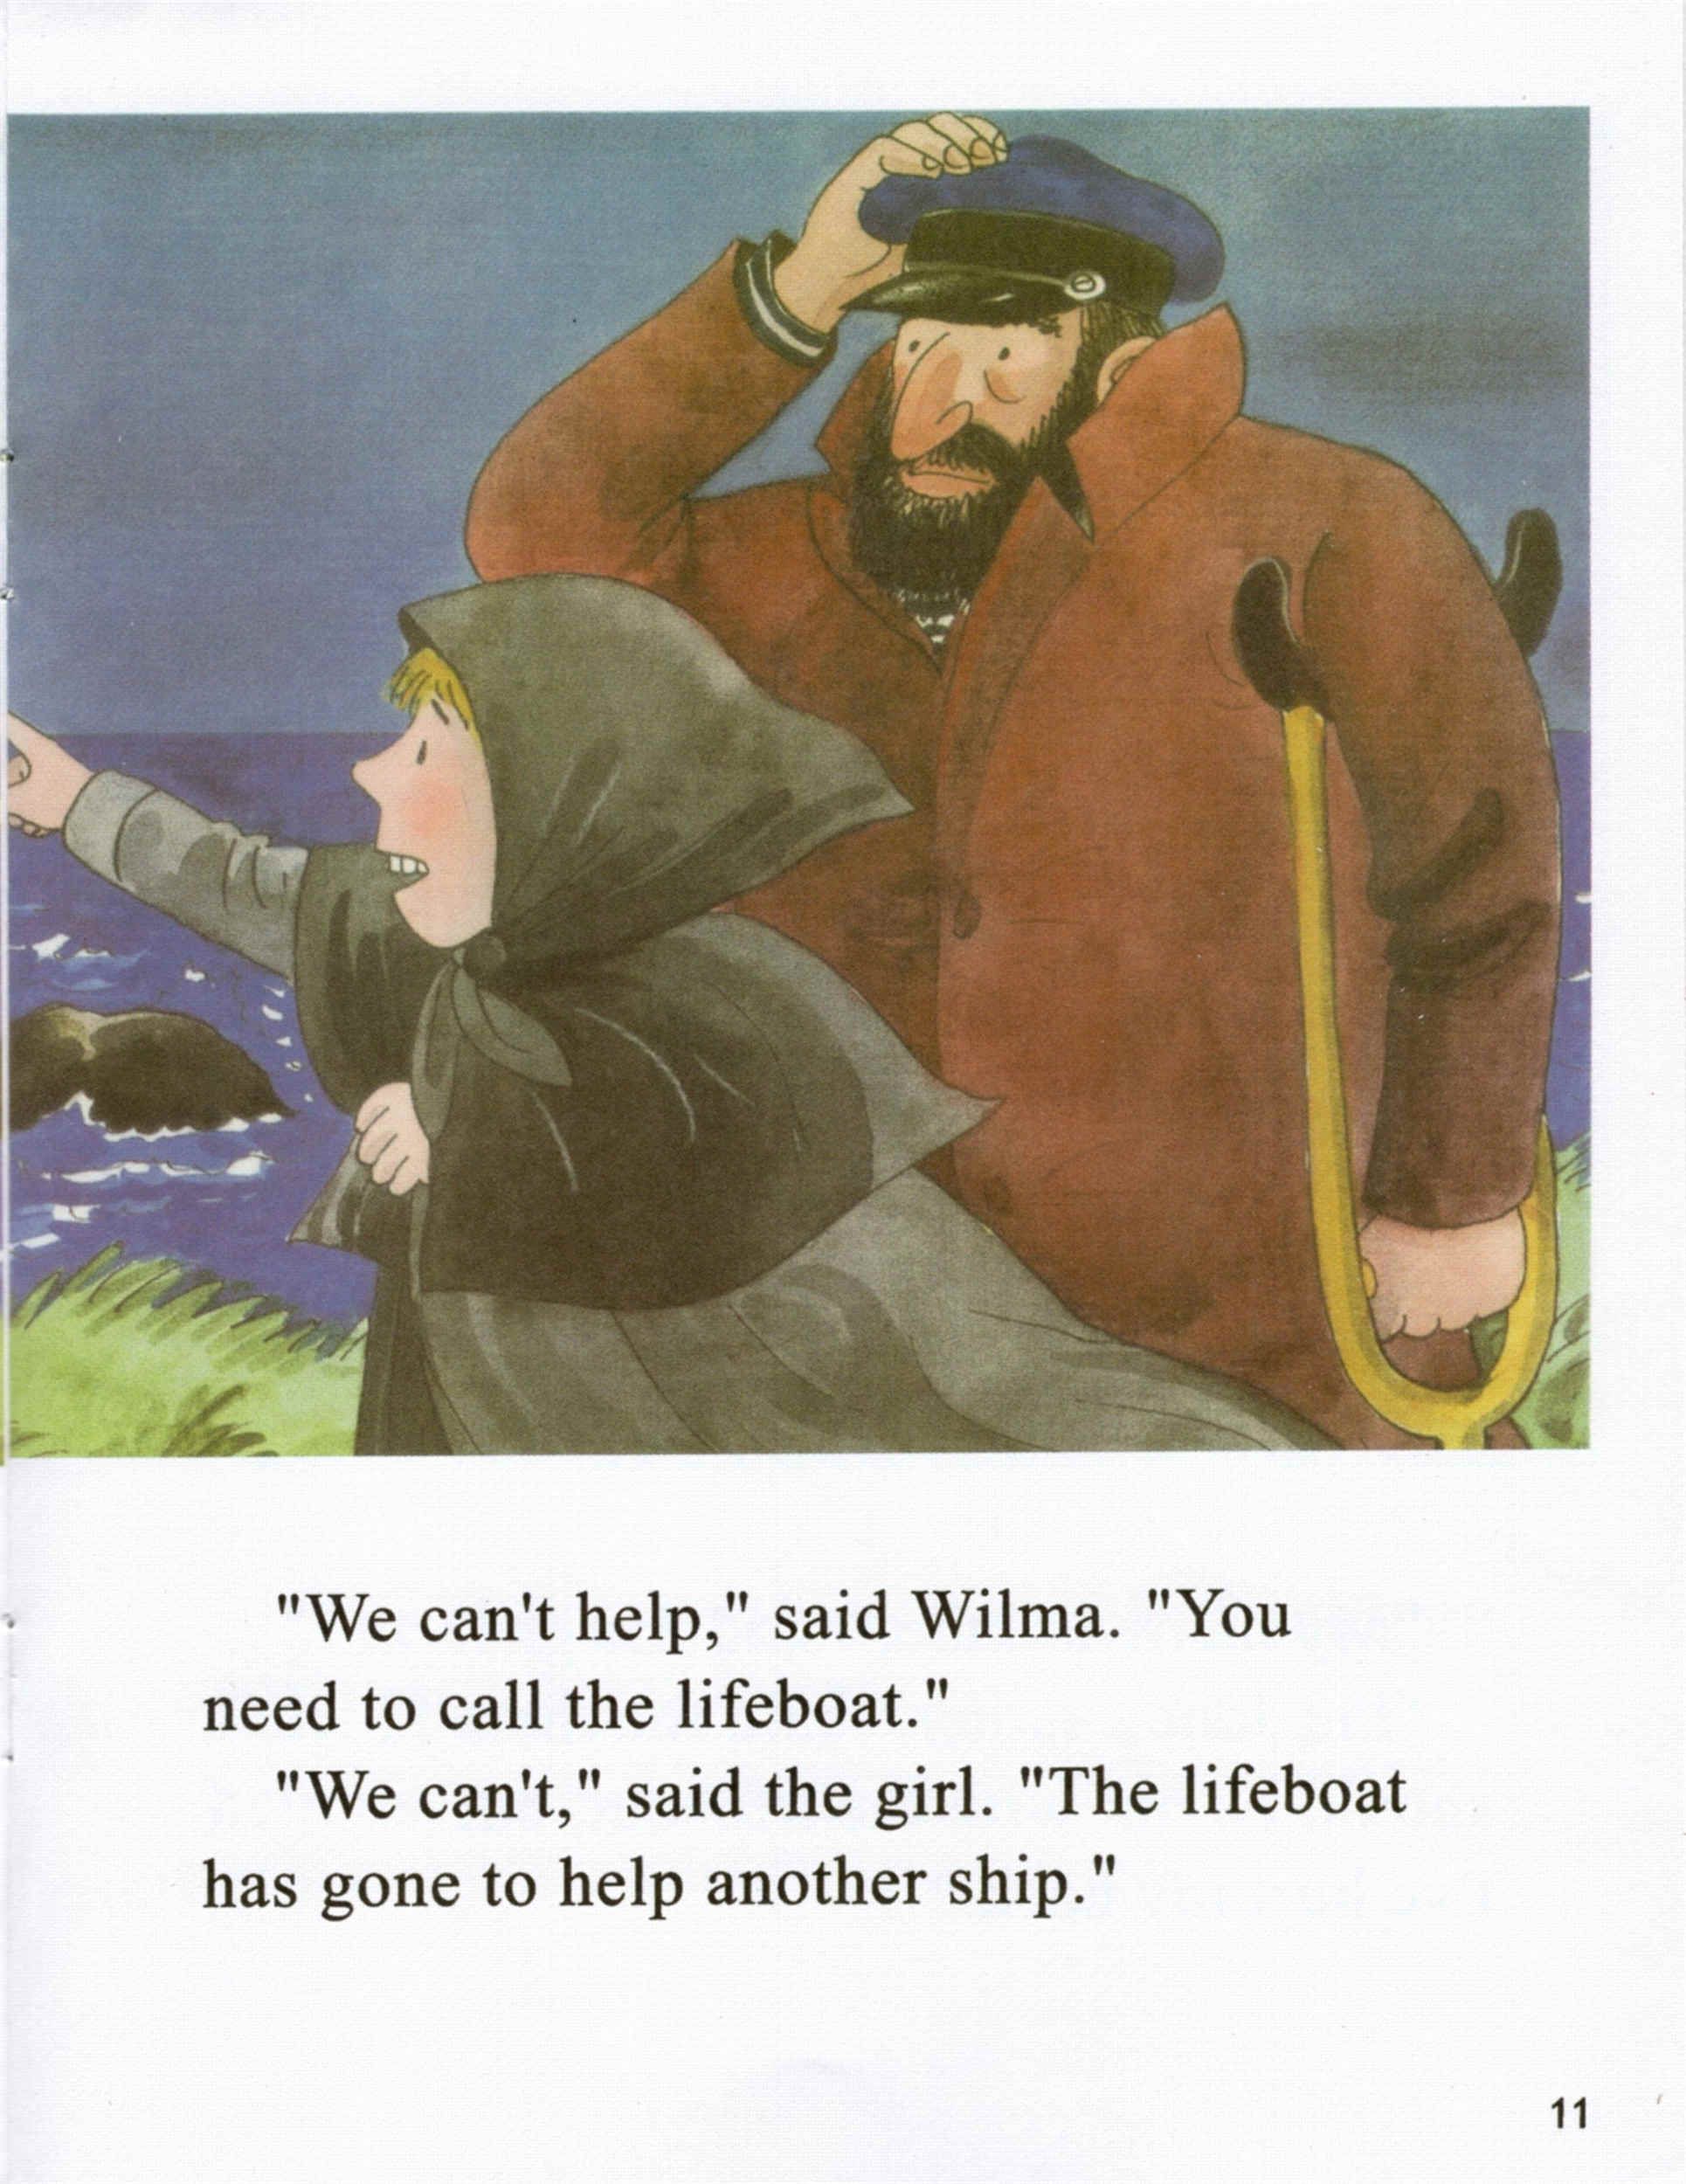 "We can't help," said Wilma. "You
need to call the lifeboat."
"We can't," said the girl. "The lifeboat
has gone to help another ship."
11